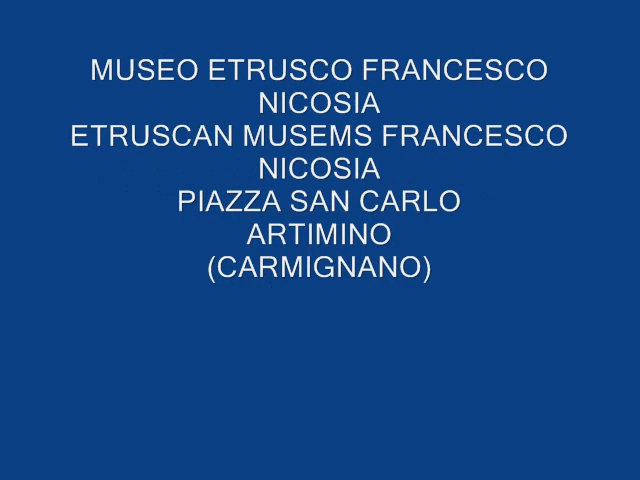 MUSEO ETRUSCO FRANCESCO
NICOSIA
ETRUSCAN MUSEMS FRANCESCO
NICOSIA
PIAZZA SAN CARLO
ARTIMINO
(CARMIGNANO)